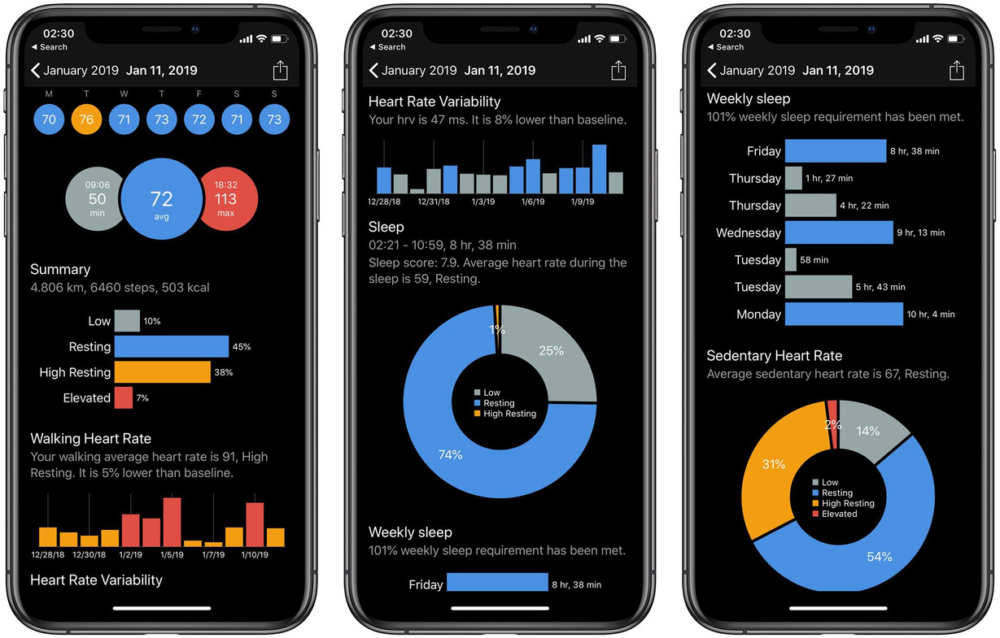 02:30
◀ Search
January 2019 Jan 11, 2019
M T W T F S S
70 76 71 73 72 71 73
09:06
50
min
72
avg
18:32
113
max
Summary
4.806 km, 6460 steps, 503 kcal
Low 10%
Resting 45%
High Resting 38%
Elevated 7%
Walking Heart Rate
Your walking average heart rate is 91, High
Resting. It is 5% lower than baseline.
12/28/18 12/30/18 1/2/19 1/5/19 1/7/19 1/10/19
Heart Rate Variability
02:30
◀ Search
January 2019 Jan 11, 2019
Heart Rate Variability
Your hrv is 47 ms. It is 8% lower than baseline.
12/28/18 12/31/18 1/3/19 1/6/19 1/9/19
Sleep
02:21 - 10:59, 8 hr, 38 min
Sleep score: 7.9. Average heart rate during the
sleep is 59, Resting.
1%
25%
Low
Resting
High Resting
74%
Weekly sleep
101% weekly sleep requirement has been met.
Friday 8 hr, 38 min
02:30
◀ Search
January 2019 Jan 11, 2019
Weekly sleep
101% weekly sleep requirement has been met.
Friday 8 hr, 38 min
Thursday 1 hr, 27 min
Thursday 4 hr, 22 min
Wednesday 9 hr, 13 min
Tuesday 58 min
Tuesday 5 hr, 43 min
Monday 10 hr, 4 min
Sedentary Heart Rate
Average sedentary heart rate is 67, Resting.
2%
14%
31%
Low
Resting
High Resting
Elevated
54%